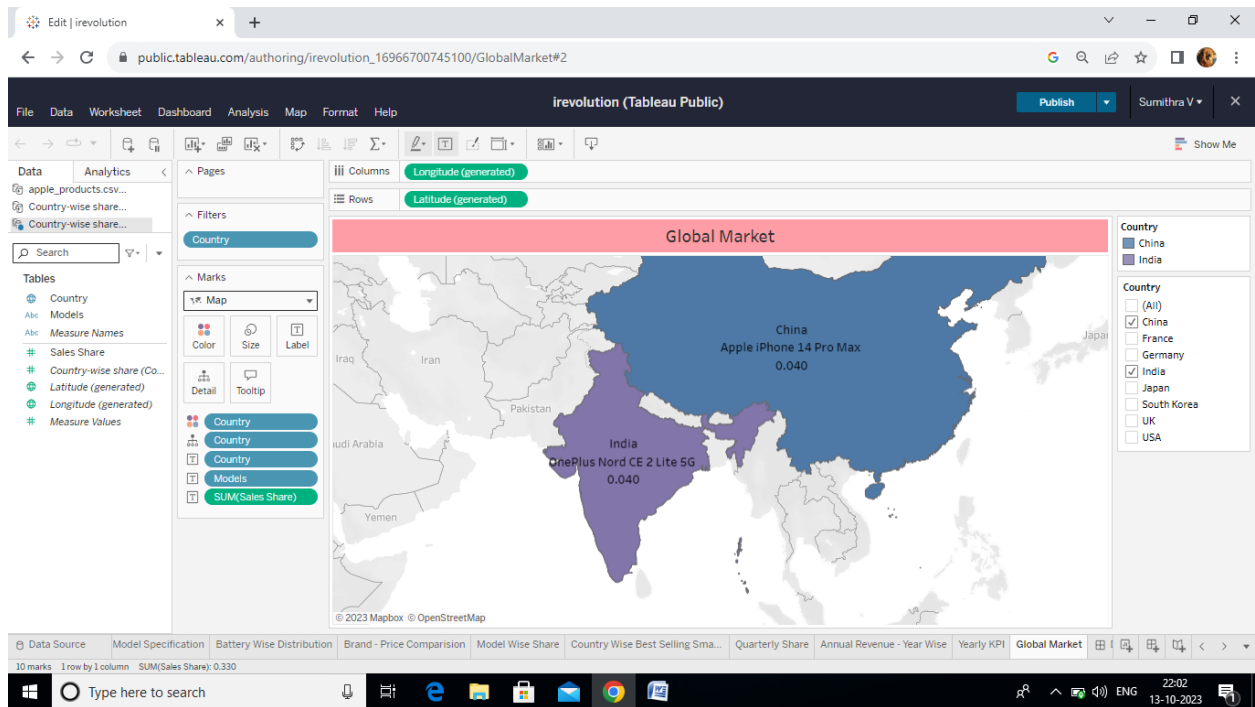 Edit | irevolution
public.tableau.com/authoring/irevolution_16966700745100/GlobalMarket#2
File Data Worksheet Dashboard Analysis Map Format Help
irevolution (Tableau Public)
Publish
Sumithra V
Show Me
Data Analytics
apple_products.csv...
Country-wise share...
Country-wise share...
Search
Tables
Country
Abc Models
Abc Measure Names
# Sales Share
# Country-wise share (Co...
Latitude (generated)
Longitude (generated)
# Measure Values
Pages
Filters
Country
Marks
Map
Color Size Label
Detail Tooltip
Country
Country
Country
Models
SUM(Sales Share)
Columns Longitude (generated)
Rows Latitude (generated)
Global Market
China
Apple iPhone 14 Pro Max
0.040
Japan
Iraq
Iran
Pakistan
India
OnePlus Nord CE 2 Lite 5G
0.040
udi Arabia
Yemen
© 2023 Mapbox © OpenStreetMap
Country
China
India
Country
(All)
China
France
Germany
India
Japan
South Korea
UK
USA
Data Source Model Specification Battery Wise Distribution Brand - Price Comparision Model Wise Share Country Wise Best Selling Sma... Quarterly Share Annual Revenue - Year Wise Yearly KPI Global Market
10 marks 1 row by 1 column SUM(Sales Share): 0.330
Type here to search
ENG
22:02
13-10-2023
1